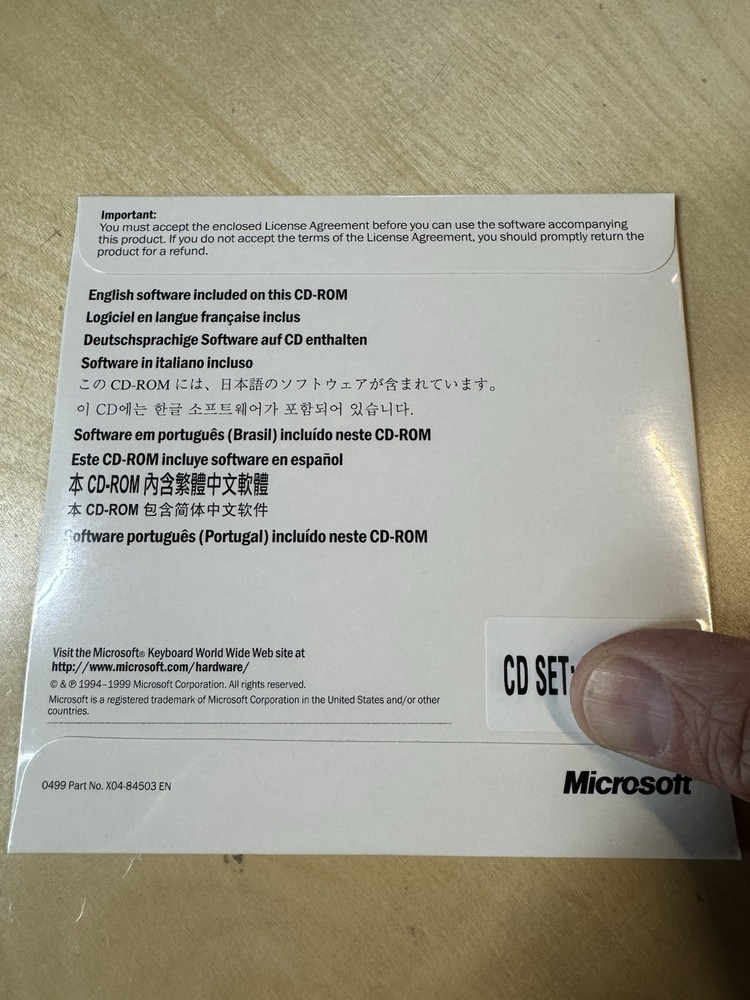 Important:
You must accept the enclosed License Agreement before you can use the software accompanying
this product. If you do not accept the terms of the License Agreement, you should promptly return the
product for a refund.
English software included on this CD-ROM
Logiciel en langue française inclus
Deutschsprachige Software auf CD enthalten
Software in italiano incluso
この CD-ROM には、日本語のソフトウェアが含まれています。
이 CD에는 한글 소프트웨어가 포함되어 있습니다.
Software em português (Brasil) incluído neste CD-ROM
Este CD-ROM incluye software en español
本 CD-ROM 內含繁體中文軟體
本 CD-ROM 包含简体中文软件
Software português (Portugal) incluído neste CD-ROM
Visit the Microsoft® Keyboard World Wide Web site at
http://www.microsoft.com/hardware/
© & ℗ 1994–1999 Microsoft Corporation. All rights reserved.
Microsoft is a registered trademark of Microsoft Corporation in the United States and/or other
countries.
CD SET:
0499 Part No. X04-84503 EN
Microsoft